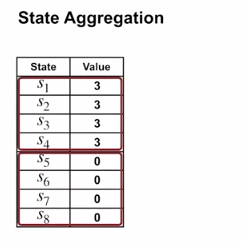 State Aggregation
State Value
s1 3
s2 3
s3 3
s4 3
s5 0
s6 0
s7 0
s8 0